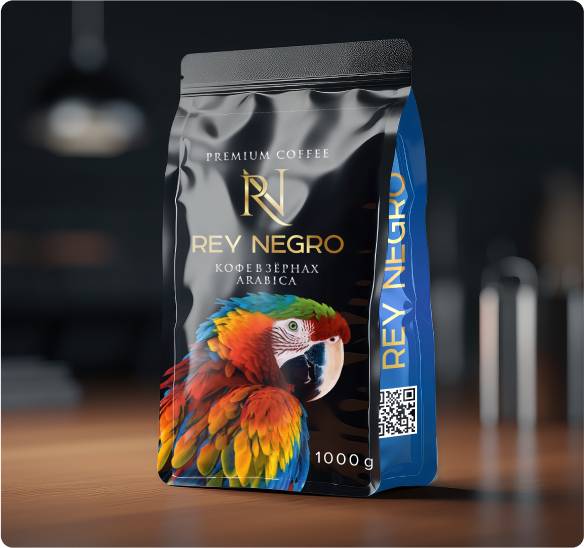 PREMIUM COFFEE
RN
REY NEGRO
КОФЕ В ЗЁРНАХ
ARABICA
1000 g
REY NEGRO